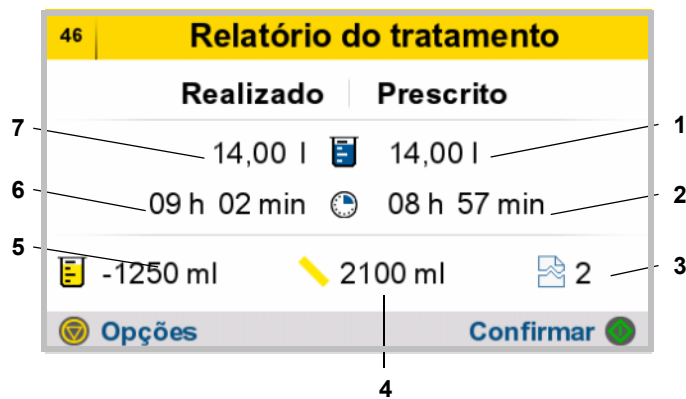 46 Relatório do tratamento
Realizado Prescrito
7 14,00 l 14,00 l 1
6 09 h 02 min 08 h 57 min 2
5 -1250 ml 2100 ml 2 3
Opções Confirmar
4